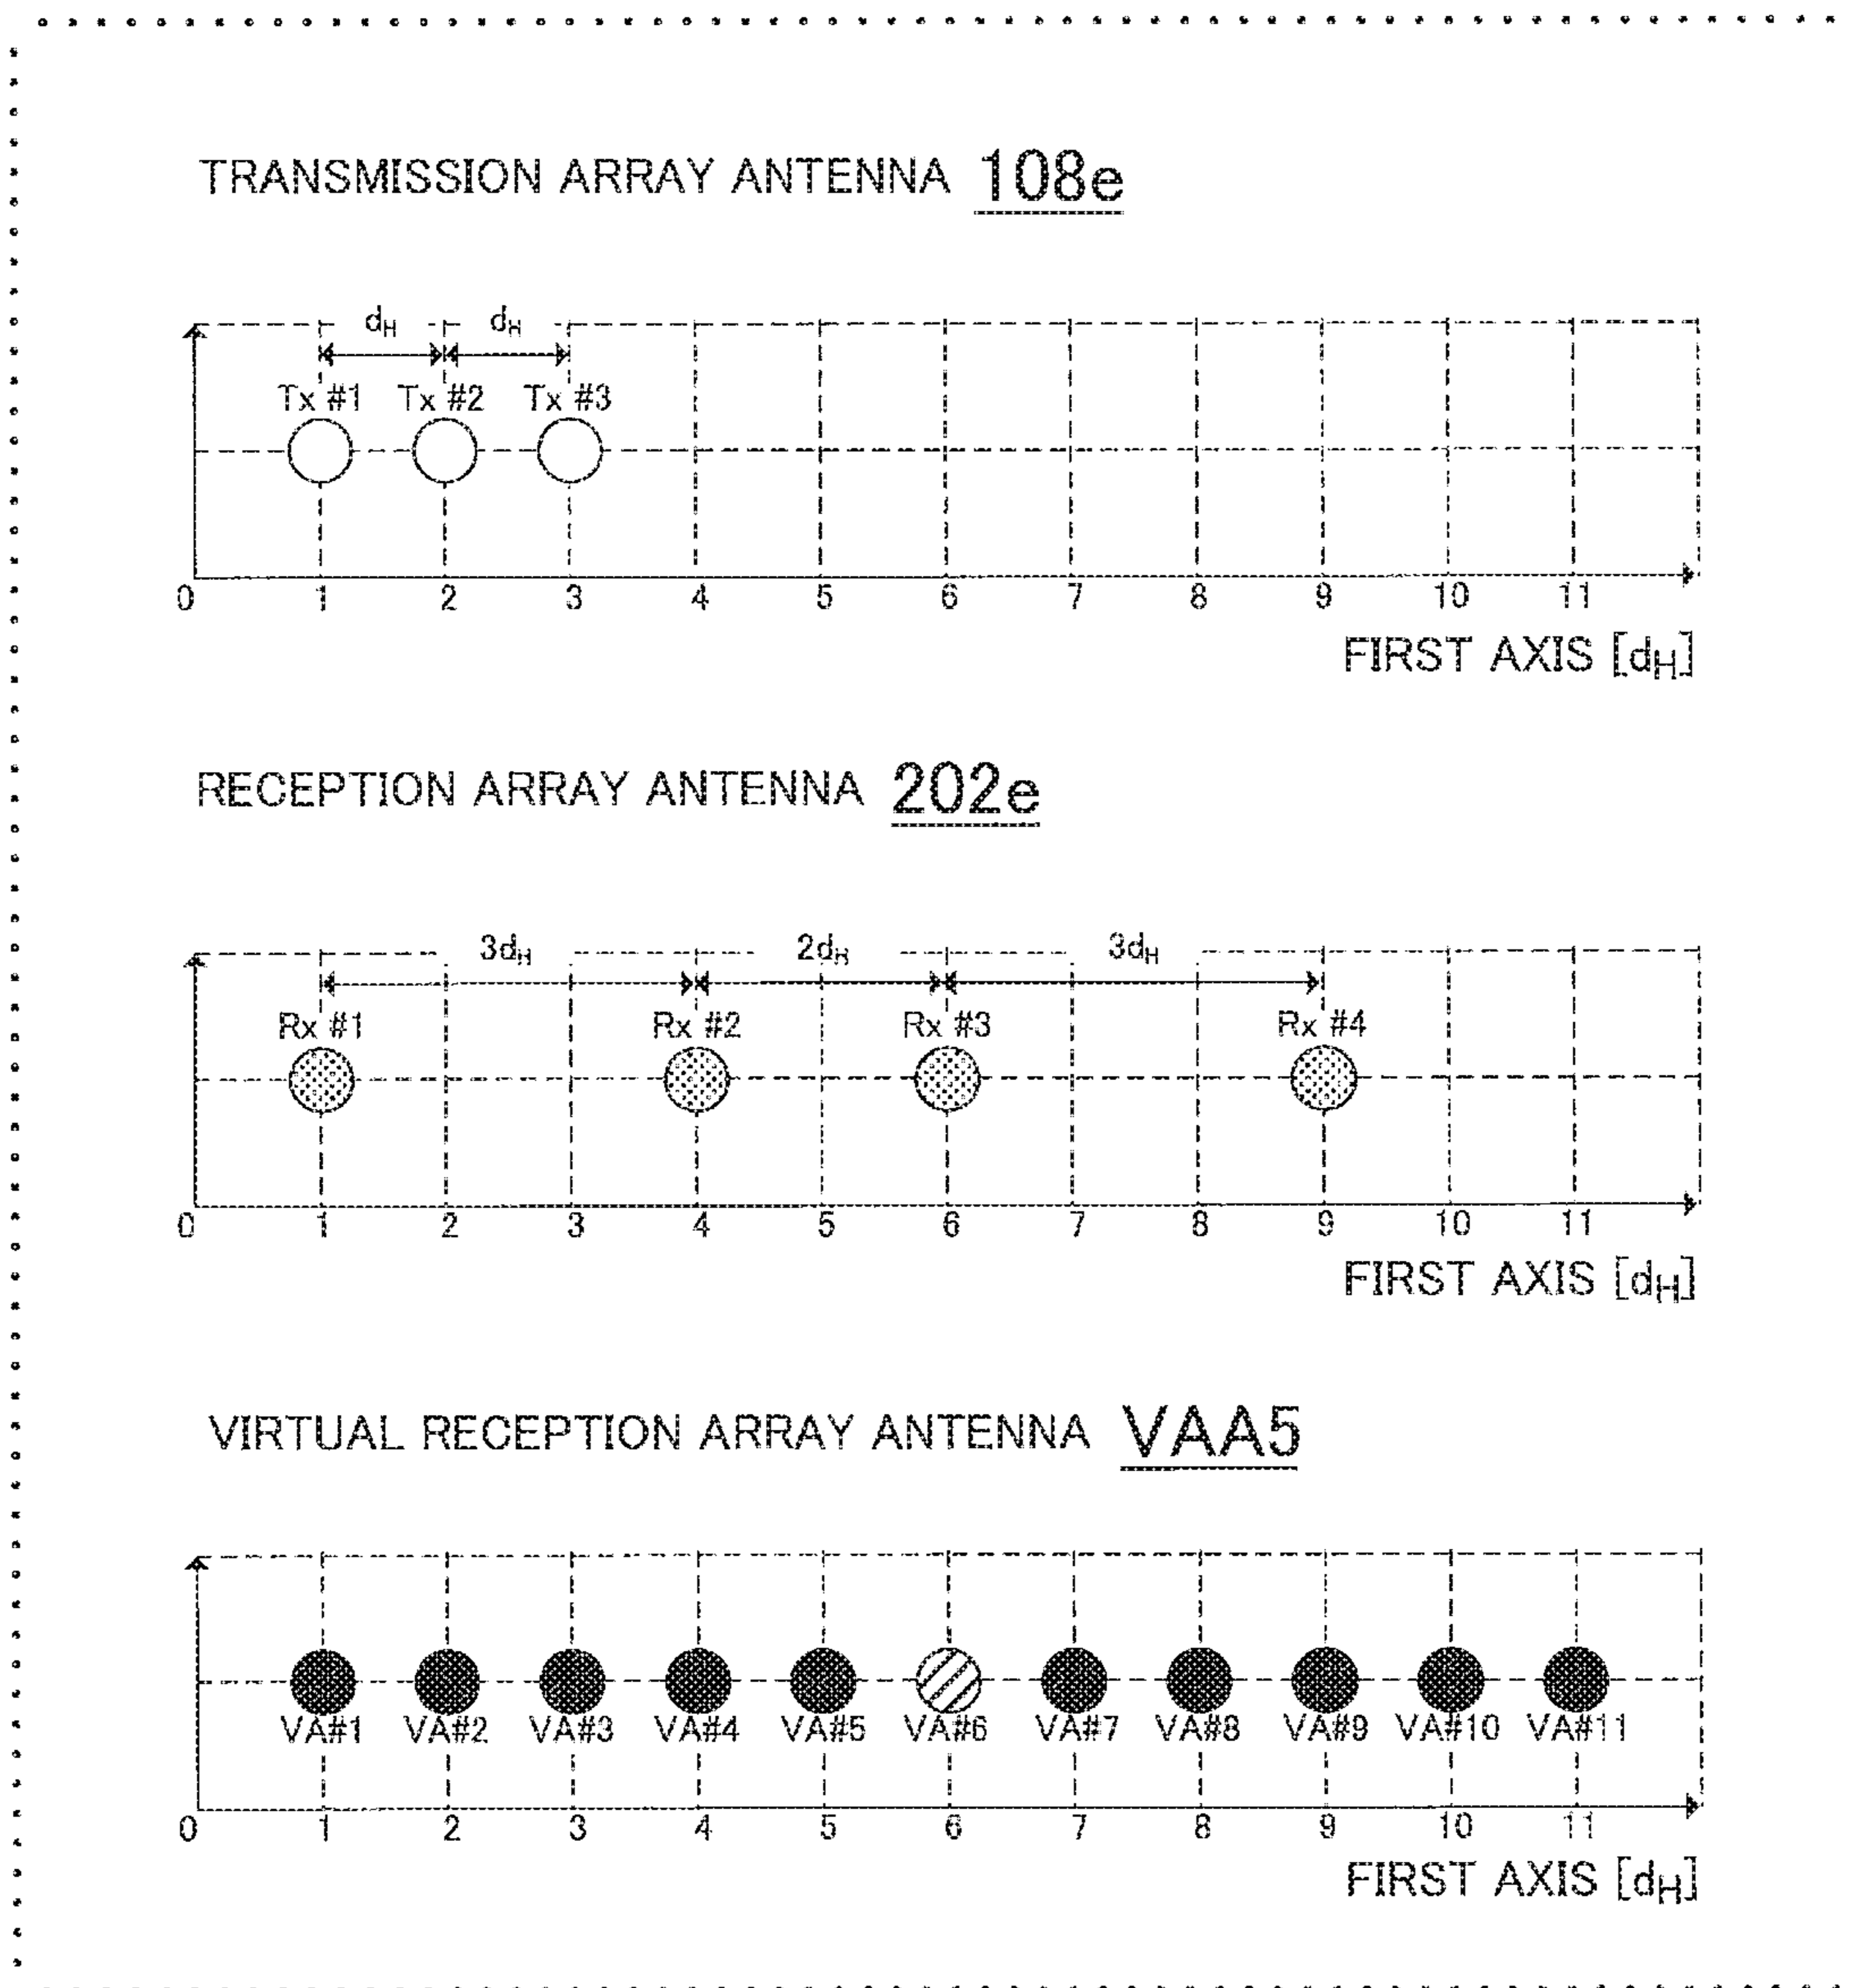 TRANSMISSION ARRAY ANTENNA 108e
dH dH
Tx #1 Tx #2 Tx #3
0 1 2 3 4 5 6 7 8 9 10 11
FIRST AXIS [dH]
RECEPTION ARRAY ANTENNA 202e
3dH 2dH 3dH
Rx #1 Rx #2 Rx #3 Rx #4
0 1 2 3 4 5 6 7 8 9 10 11
FIRST AXIS [dH]
VIRTUAL RECEPTION ARRAY ANTENNA VAA5
VA#1 VA#2 VA#3 VA#4 VA#5 VA#6 VA#7 VA#8 VA#9 VA#10 VA#11
0 1 2 3 4 5 6 7 8 9 10 11
FIRST AXIS [dH]